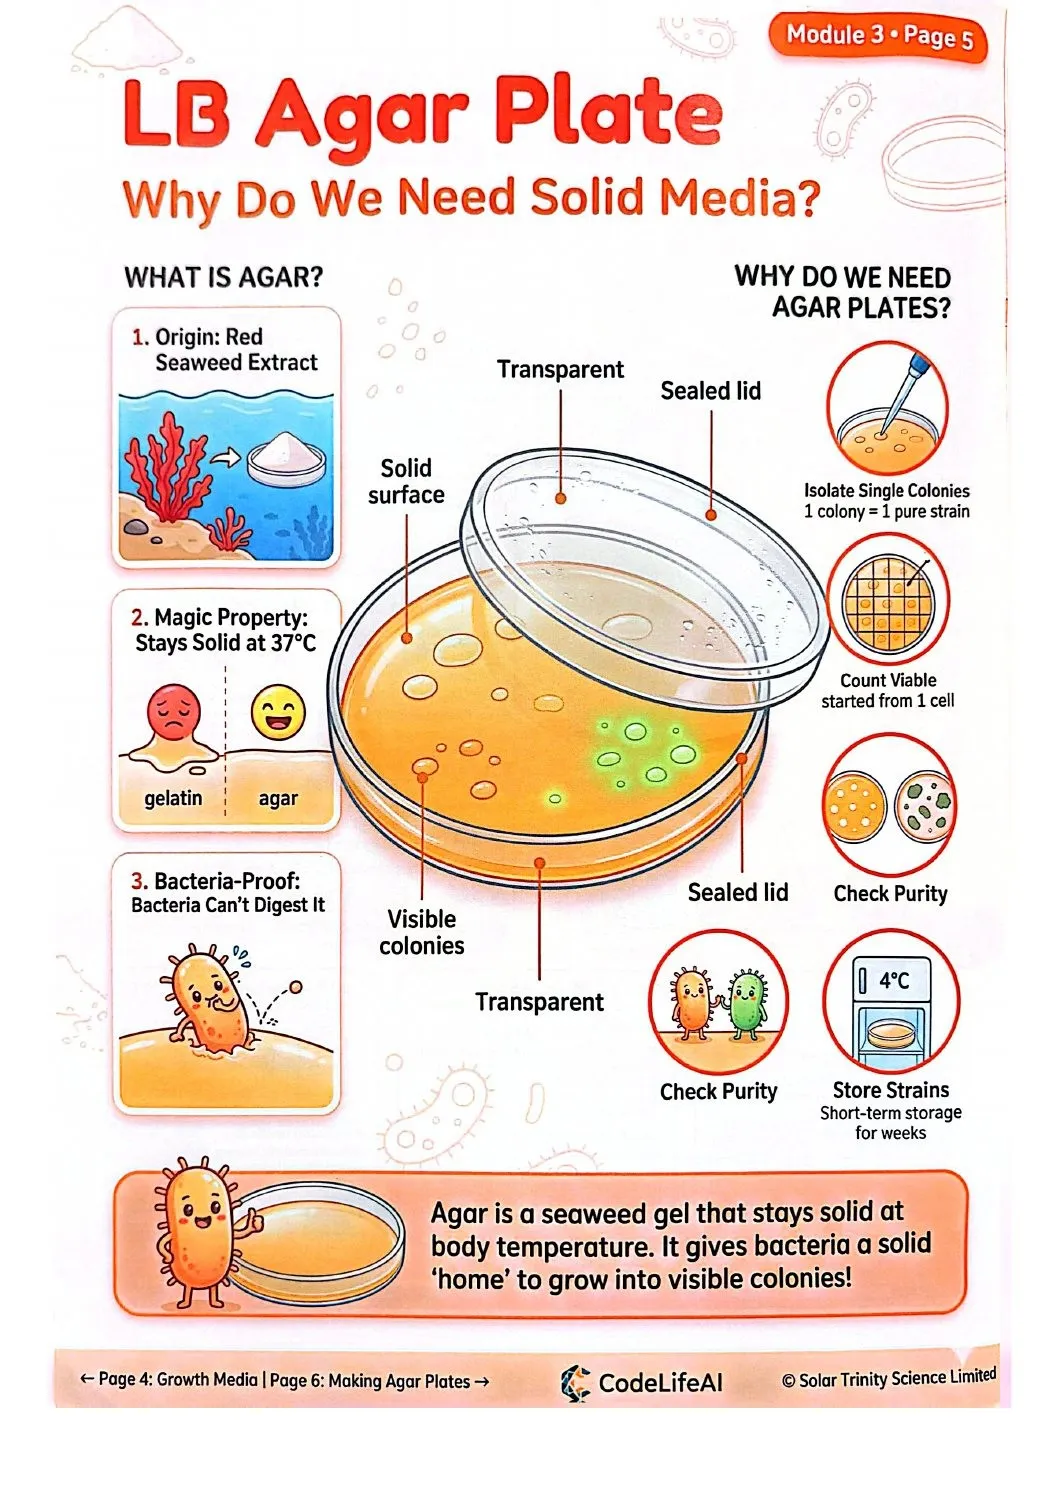 Module 3 • Page 5
LB Agar Plate
Why Do We Need Solid Media?
WHAT IS AGAR?
1. Origin: Red
Seaweed Extract
2. Magic Property:
Stays Solid at 37°C
gelatin
agar
3. Bacteria-Proof:
Bacteria Can't Digest It
Transparent
Sealed lid
Solid
surface
Visible
colonies
Transparent
Sealed lid
WHY DO WE NEED
AGAR PLATES?
Isolate Single Colonies
1 colony = 1 pure strain
Count Viable
started from 1 cell
Check Purity
Check Purity
4°C
Store Strains
Short-term storage
for weeks
Agar is a seaweed gel that stays solid at
body temperature. It gives bacteria a solid
‘home’ to grow into visible colonies!
← Page 4: Growth Media | Page 6: Making Agar Plates →
CodeLifeAI
© Solar Trinity Science Limited